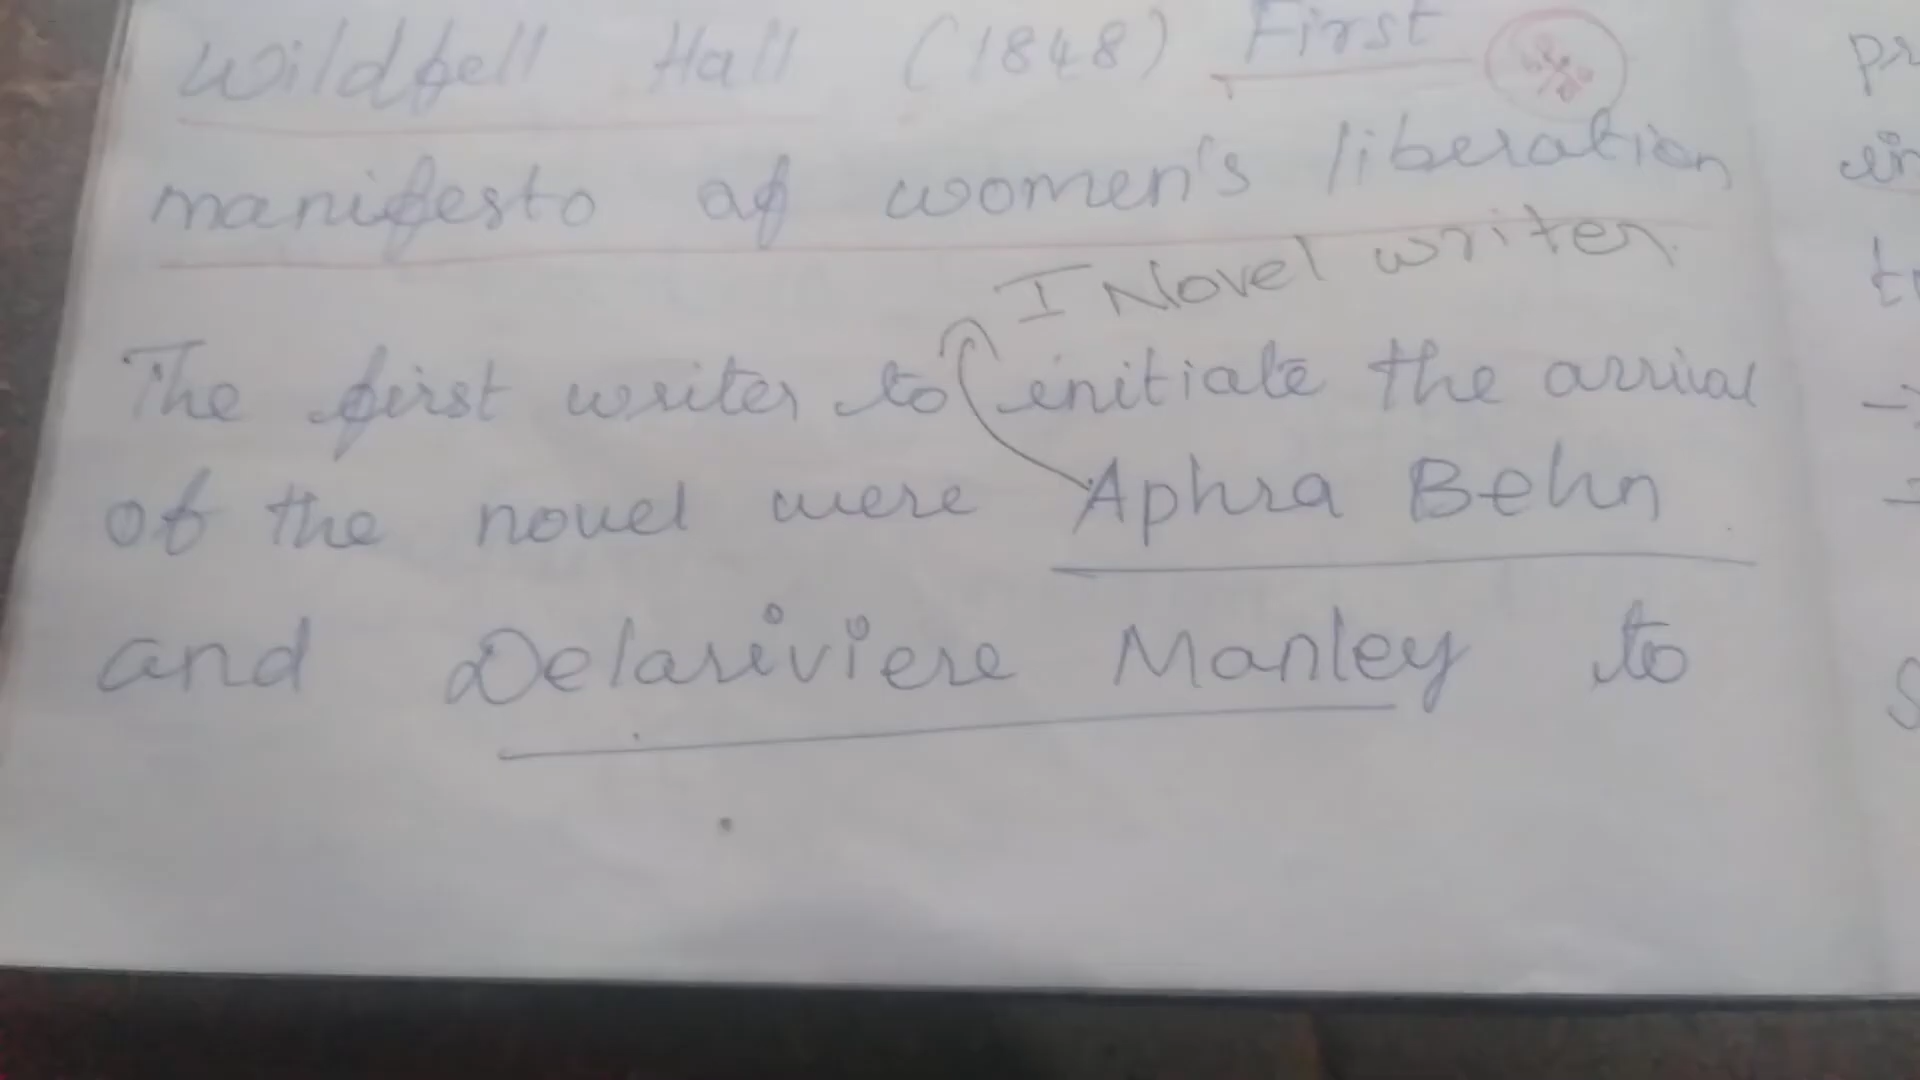 Wildfell Hall (1848) First
manifesto of women's liberation
I Novel writer
The first writer to initiate the arrival
of the novel were Aphra Behn
and Delariviere Manley to